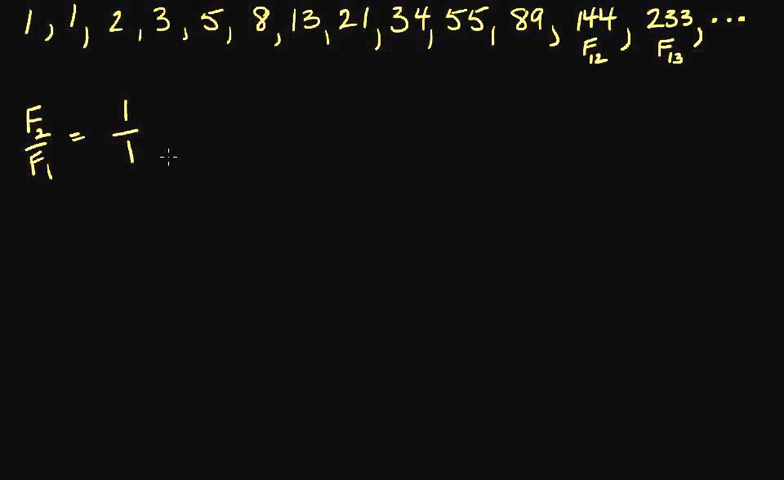 1, 1, 2, 3, 5, 8, 13, 21, 34, 55, 89, 144, 233, ...
F12 F13
F2/F1 = 1/1